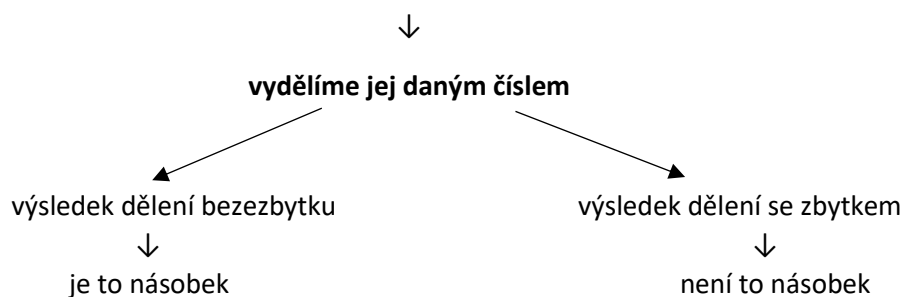 vydělíme jej daným číslem
výsledek dělení bezezbytku
výsledek dělení se zbytkem
je to násobek
není to násobek